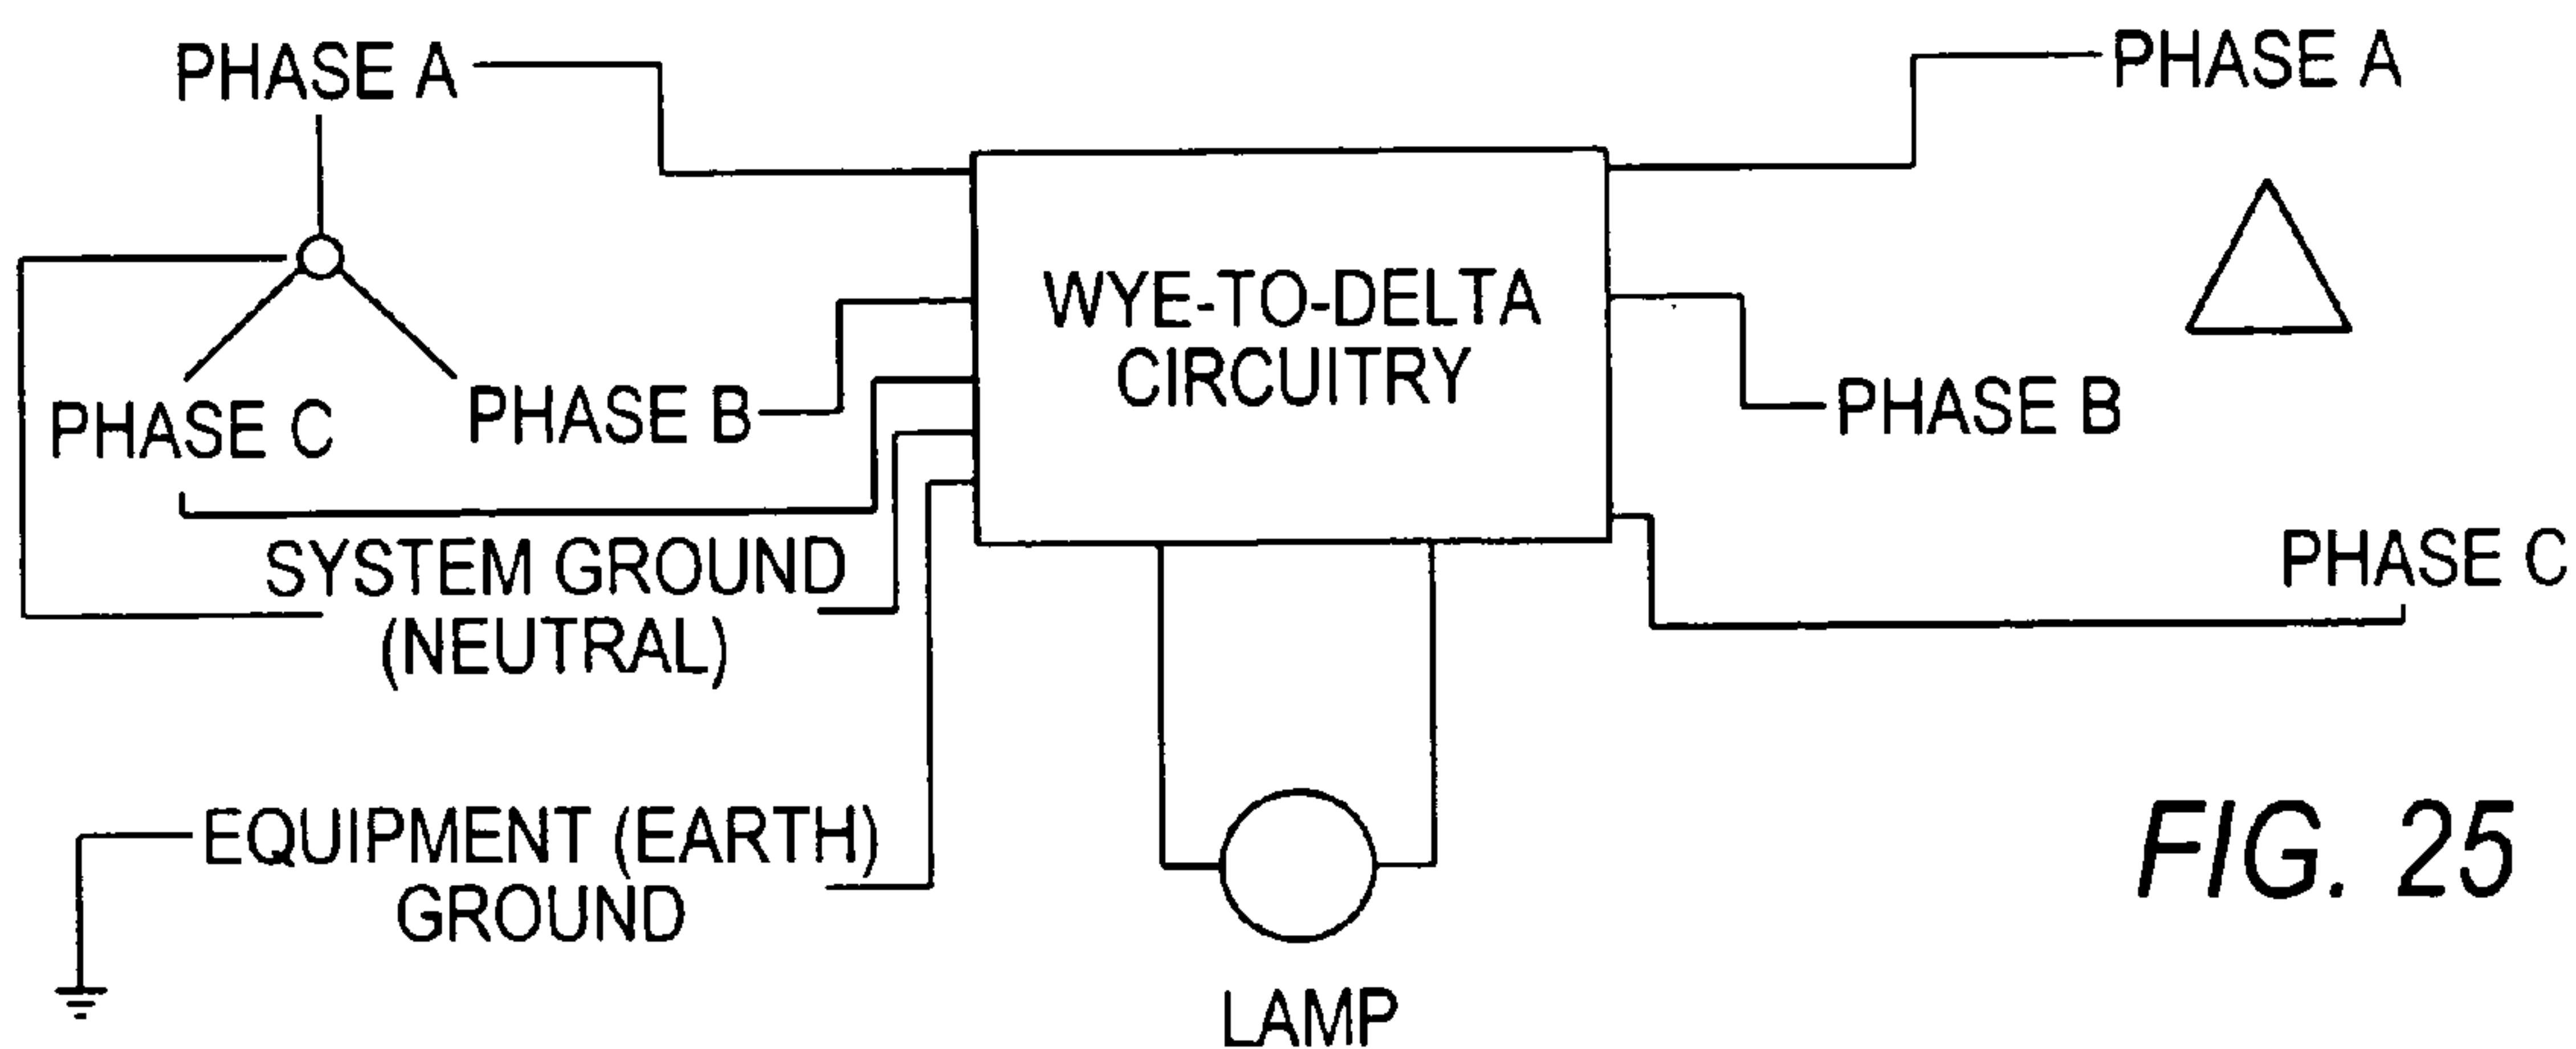 PHASE A
PHASE A
WYE-TO-DELTA
CIRCUITRY
PHASE C
PHASE B
PHASE B
SYSTEM GROUND
(NEUTRAL)
PHASE C
EQUIPMENT (EARTH)
GROUND
LAMP
FIG. 25